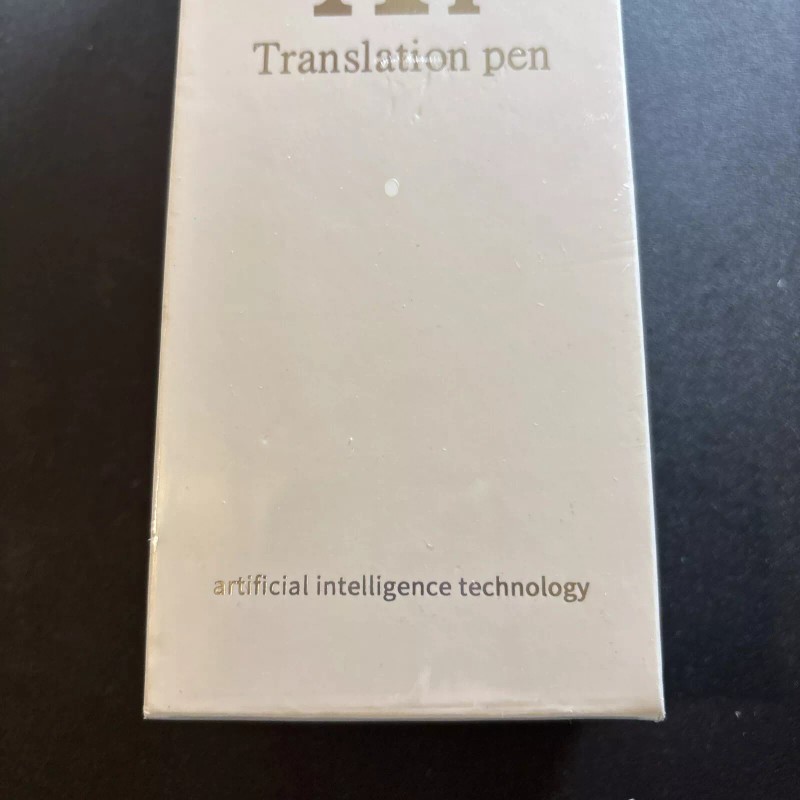 Translation pen
artificial intelligence technology